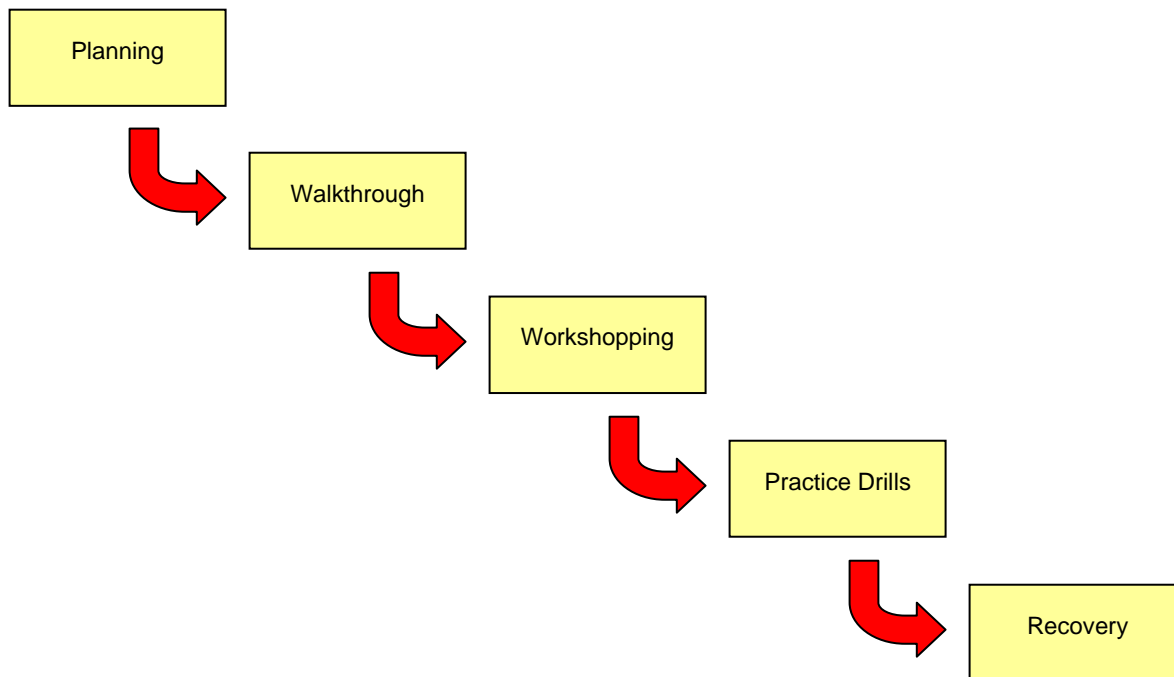 Planning
Walkthrough
Workshopping
Practice Drills
Recovery